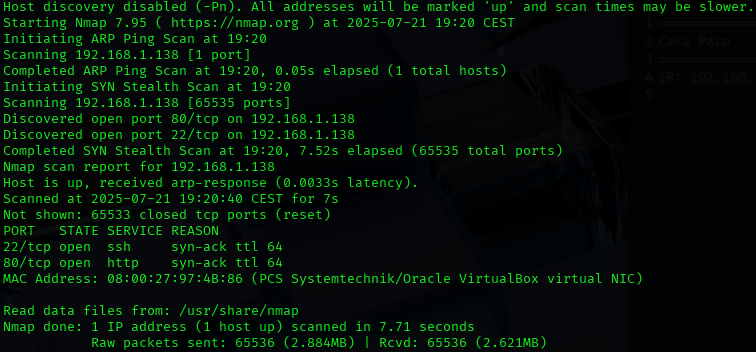 Host discovery disabled (-Pn). All addresses will be marked 'up' and scan times may be slower.
Starting Nmap 7.95 ( https://nmap.org ) at 2025-07-21 19:20 CEST
Initiating ARP Ping Scan at 19:20
Scanning 192.168.1.138 [1 port]
Completed ARP Ping Scan at 19:20, 0.05s elapsed (1 total hosts)
Initiating SYN Stealth Scan at 19:20
Scanning 192.168.1.138 [65535 ports]
Discovered open port 80/tcp on 192.168.1.138
Discovered open port 22/tcp on 192.168.1.138
Completed SYN Stealth Scan at 19:20, 7.52s elapsed (65535 total ports)
Nmap scan report for 192.168.1.138
Host is up, received arp-response (0.0033s latency).
Scanned at 2025-07-21 19:20:40 CEST for 7s
Not shown: 65533 closed tcp ports (reset)
PORT   STATE SERVICE REASON
22/tcp open  ssh     syn-ack ttl 64
80/tcp open  http    syn-ack ttl 64
MAC Address: 08:00:27:97:4B:86 (PCS Systemtechnik/Oracle VirtualBox virtual NIC)
Read data files from: /usr/share/nmap
Nmap done: 1 IP address (1 host up) scanned in 7.71 seconds
Raw packets sent: 65536 (2.884MB) | Rcvd: 65536 (2.621MB)
1
2 Casa Paco
3
4 IP: 192.168.
5